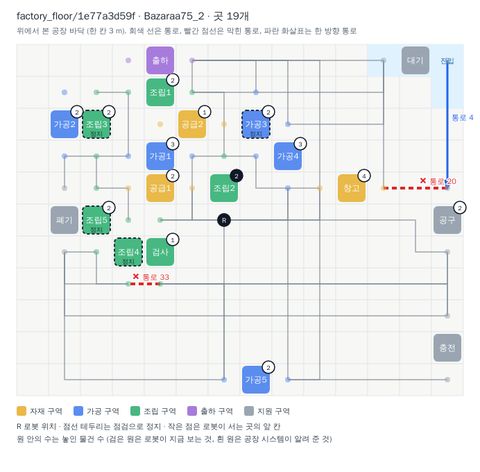 factory_floor/1e77a3d59f · Bazaraa75_2 · 곳 19개
위에서 본 공장 바닥 (한 칸 3 m). 회색 선은 통로, 빨간 점선은 막힌 통로, 파란 화살표는 한 방향 통로
출하
대기
전립
2
조립1
통로 4
2
가공2
2
조립3
정지
1
공급2
2
가공3
정지
3
가공1
3
가공4
2
공급1
2
조립2
4
창고
✕ 통로 20
폐기
2
조립5
정지
R
2
공구
조립4
정지
1
검사
✕ 통로 33
충전
2
가공5
자재 구역
가공 구역
조립 구역
출하 구역
지원 구역
R 로봇 위치 · 점선 테두리는 점검으로 정지 · 작은 점은 로봇이 서는 곳의 앞 칸
원 안의 수는 놓인 물건 수 (검은 원은 로봇이 지금 보는 것, 흰 원은 공장 시스템이 알려 준 것)